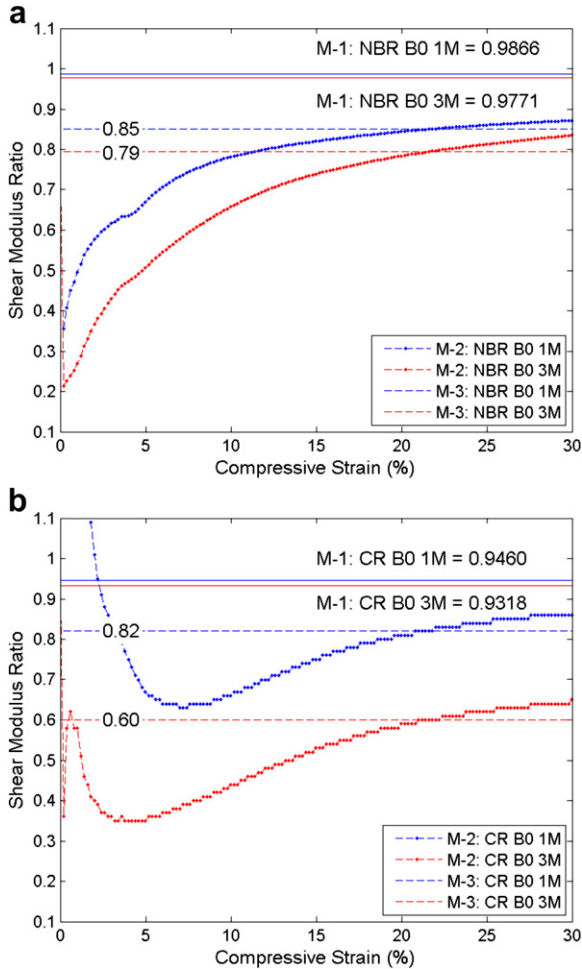 a
1.1
1
0.9
0.8
0.7
0.6
0.5
0.4
0.3
0.2
0.1
Shear Modulus Ratio
M-1: NBR B0 1M = 0.9866
M-1: NBR B0 3M = 0.9771
0.85
0.79
M-2: NBR B0 1M
M-2: NBR B0 3M
M-3: NBR B0 1M
M-3: NBR B0 3M
0 5 10 15 20 25 30
Compressive Strain (%)
b
1.1
1
0.9
0.8
0.7
0.6
0.5
0.4
0.3
0.2
0.1
Shear Modulus Ratio
M-1: CR B0 1M = 0.9460
M-1: CR B0 3M = 0.9318
0.82
0.60
M-2: CR B0 1M
M-2: CR B0 3M
M-3: CR B0 1M
M-3: CR B0 3M
0 5 10 15 20 25 30
Compressive Strain (%)